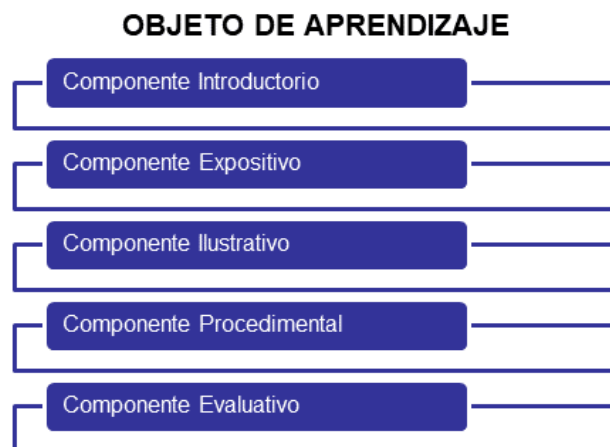 OBJETO DE APRENDIZAJE
Componente Introductorio
Componente Expositivo
Componente Ilustrativo
Componente Procedimental
Componente Evaluativo